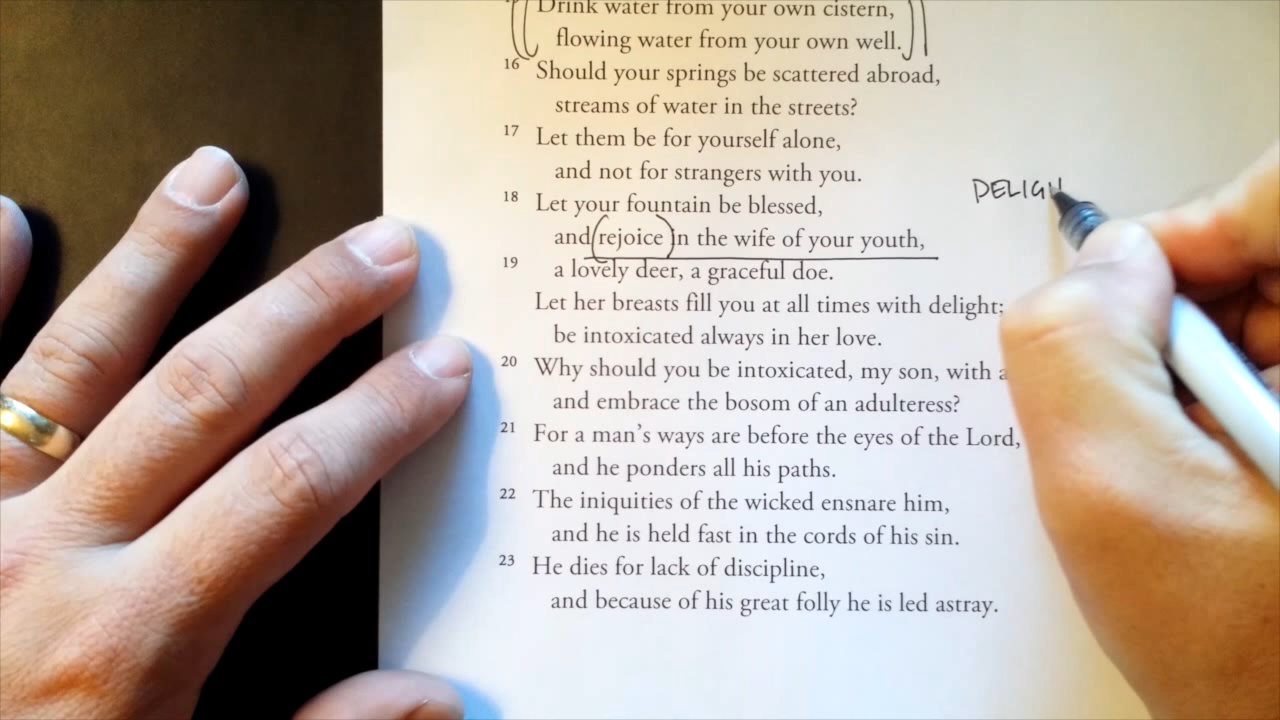 Drink water from your own cistern,
flowing water from your own well.
16 Should your springs be scattered abroad,
streams of water in the streets?
17 Let them be for yourself alone,
and not for strangers with you.
18 Let your fountain be blessed,
and rejoice in the wife of your youth,
19 a lovely deer, a graceful doe.
Let her breasts fill you at all times with delight;
be intoxicated always in her love.
20 Why should you be intoxicated, my son, with a
and embrace the bosom of an adulteress?
21 For a man's ways are before the eyes of the Lord,
and he ponders all his paths.
22 The iniquities of the wicked ensnare him,
and he is held fast in the cords of his sin.
23 He dies for lack of discipline,
and because of his great folly he is led astray.
DELIGH